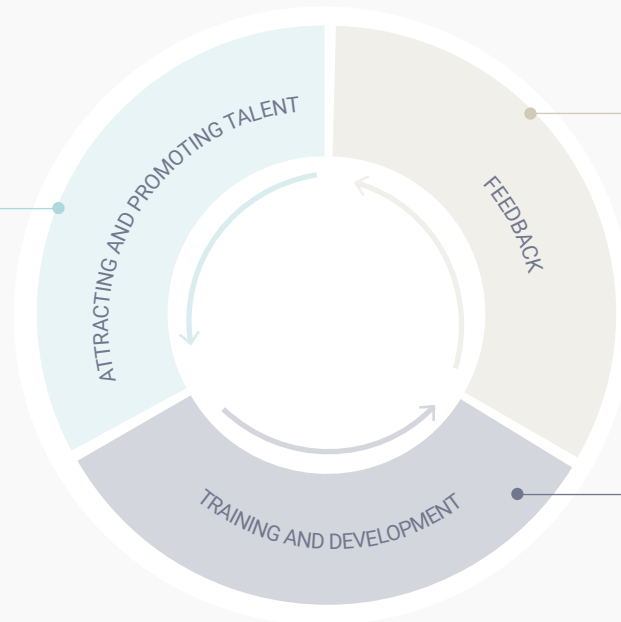 ATTRACTING AND PROMOTING TALENT
FEEDBACK
TRAINING AND DEVELOPMENT